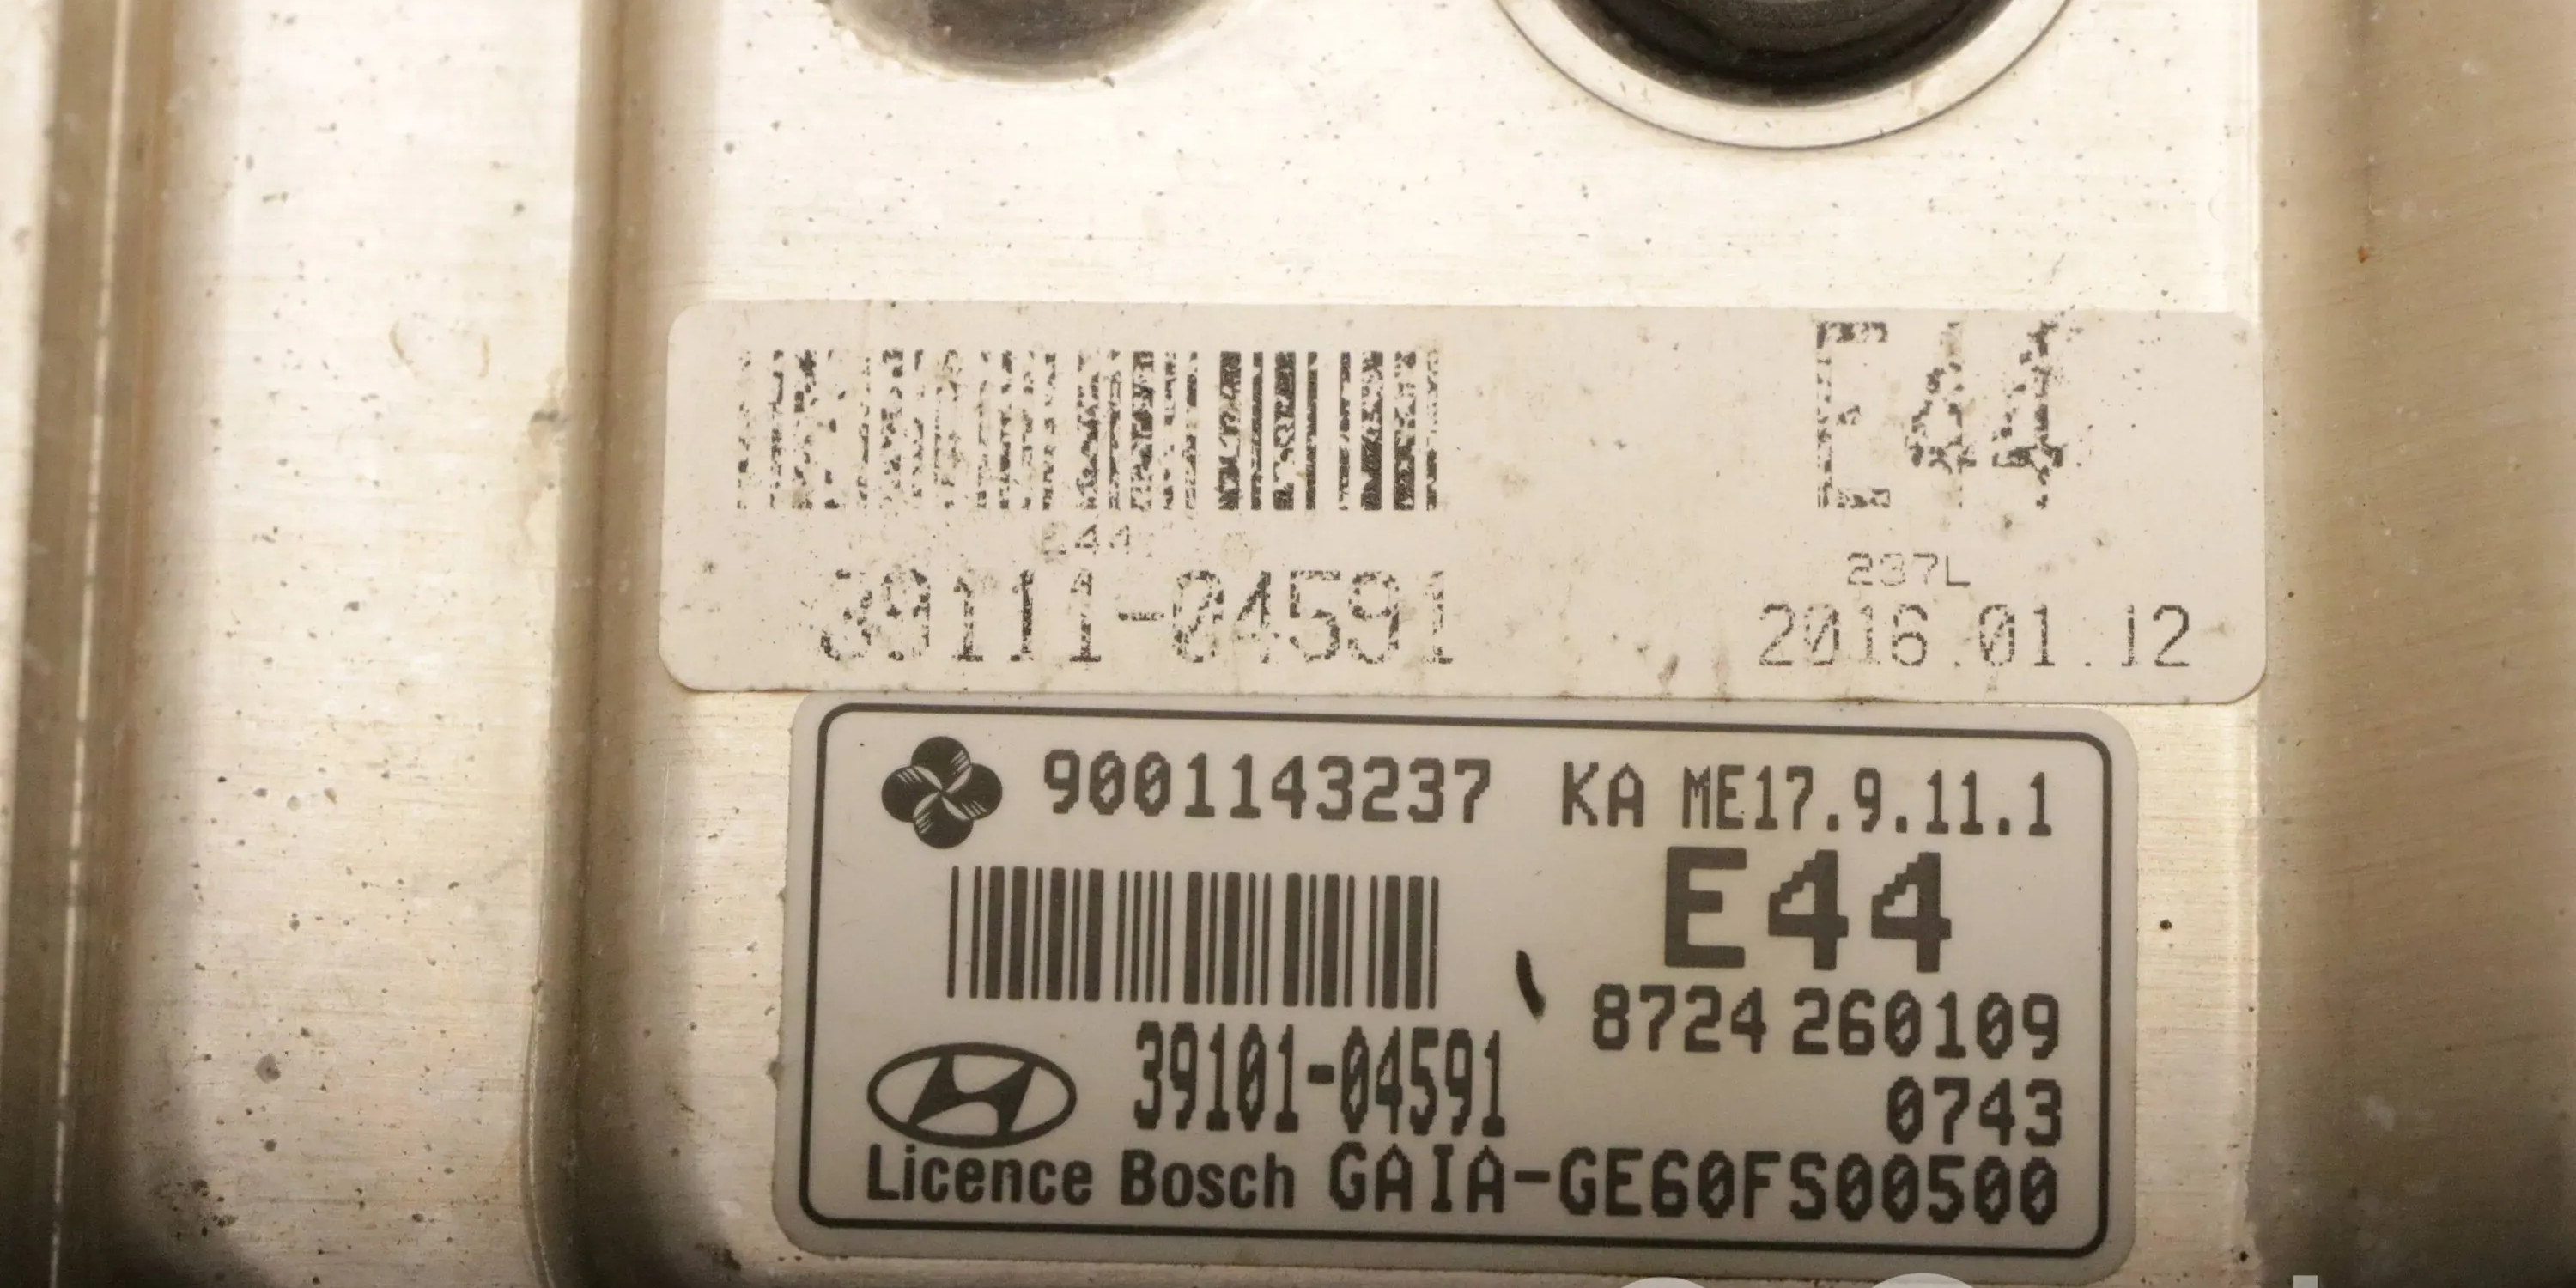 E44
E44
39111-04591
237L
2016.01.12
9001143237 KA ME17.9.11.1
E44
8724 260109
39101-04591
0743
Licence Bosch GAIA-GE60FS00500